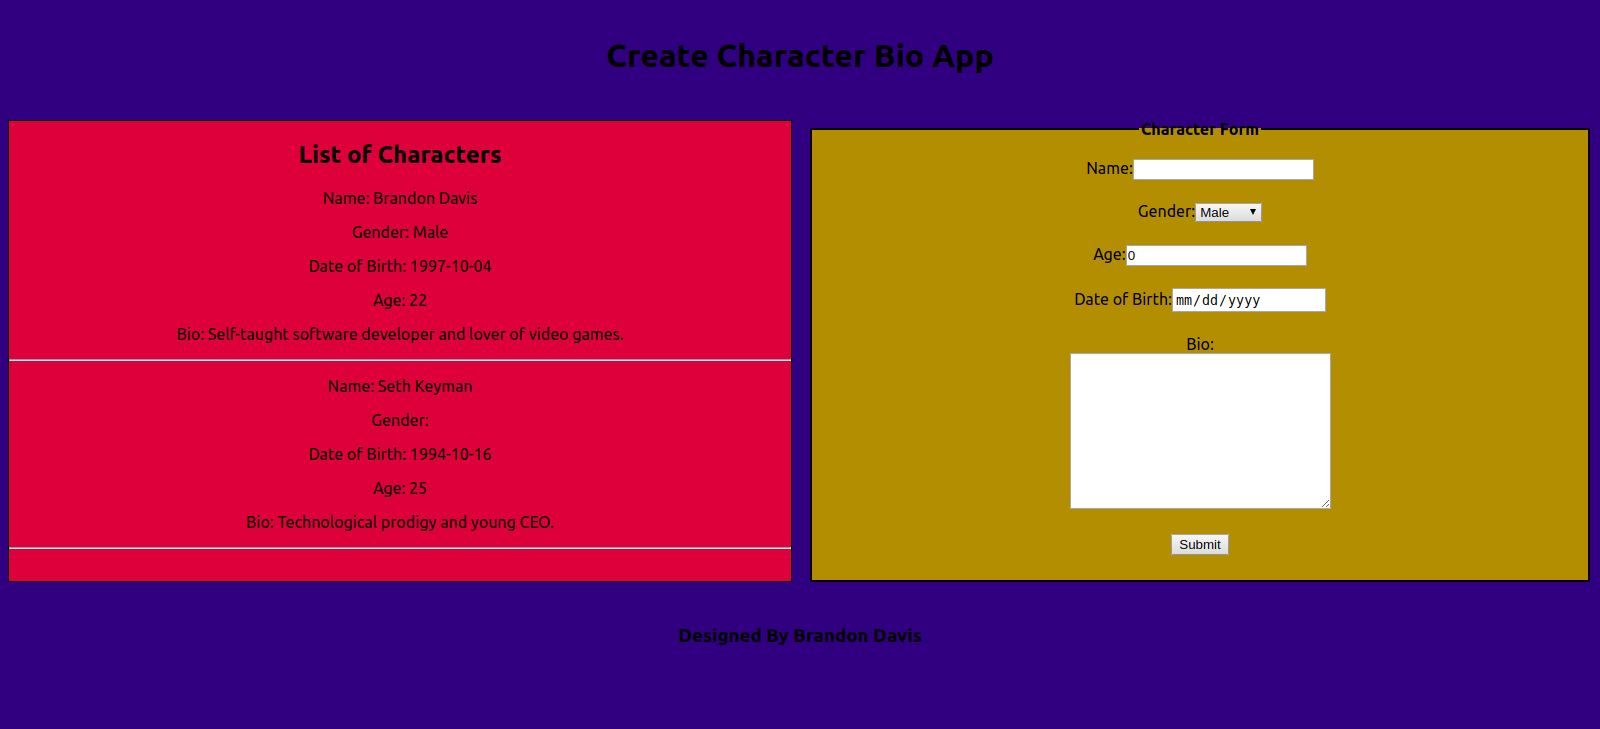 Create Character Bio App
List of Characters
Name: Brandon Davis
Gender: Male
Date of Birth: 1997-10-04
Age: 22
Bio: Self-taught software developer and lover of video games.
Name: Seth Keyman
Gender:
Date of Birth: 1994-10-16
Age: 25
Bio: Technological prodigy and young CEO.
Character Form
Name:
Gender: Male
Age: 0
Date of Birth: mm/dd/yyyy
Bio:
Submit
Designed By Brandon Davis